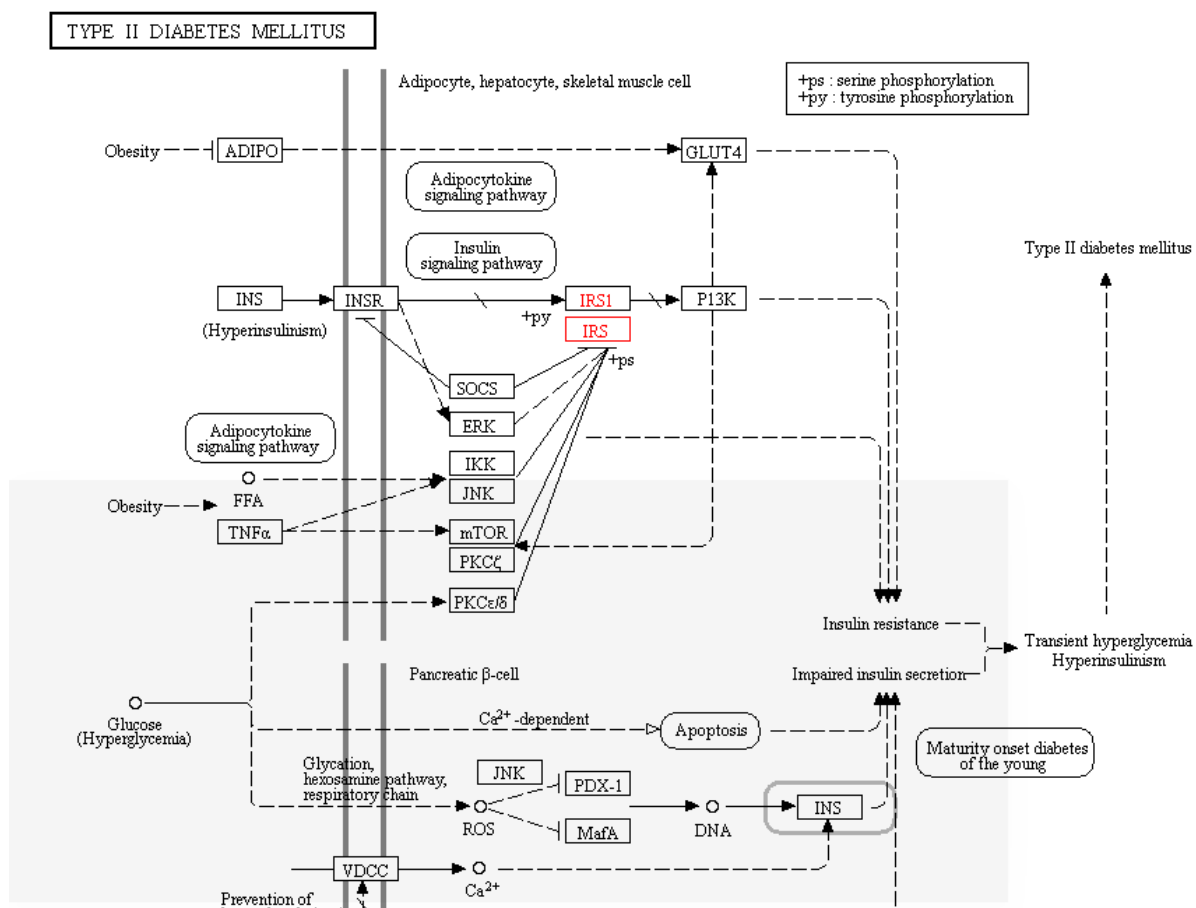 TYPE II DIABETES MELLITUS
Adipocyte, hepatocyte, skeletal muscle cell
+ps : serine phosphorylation
+py : tyrosine phosphorylation
Obesity
ADIPO
GLUT4
Adipocytokine
signaling pathway
Insulin
signaling pathway
Type II diabetes mellitus
INS
INSR
IRS1
P13K
+py
(Hyperinsulinism)
IRS
+ps
SOCS
ERK
Adipocytokine
signaling pathway
IKK
FFA
JNK
Obesity
TNFα
mTOR
PKCζ
PKCε/δ
Insulin resistance
Transient hyperglycemia
Hyperinsulinism
Pancreatic β-cell
Impaired insulin secretion
Glucose
(Hyperglycemia)
Ca2+ -dependent
Apoptosis
Maturity onset diabetes
of the young
Glycation,
hexosamine pathway,
respiratory chain
JNK
PDX-1
ROS
MafA
DNA
INS
VDCC
Ca2+
Prevention of